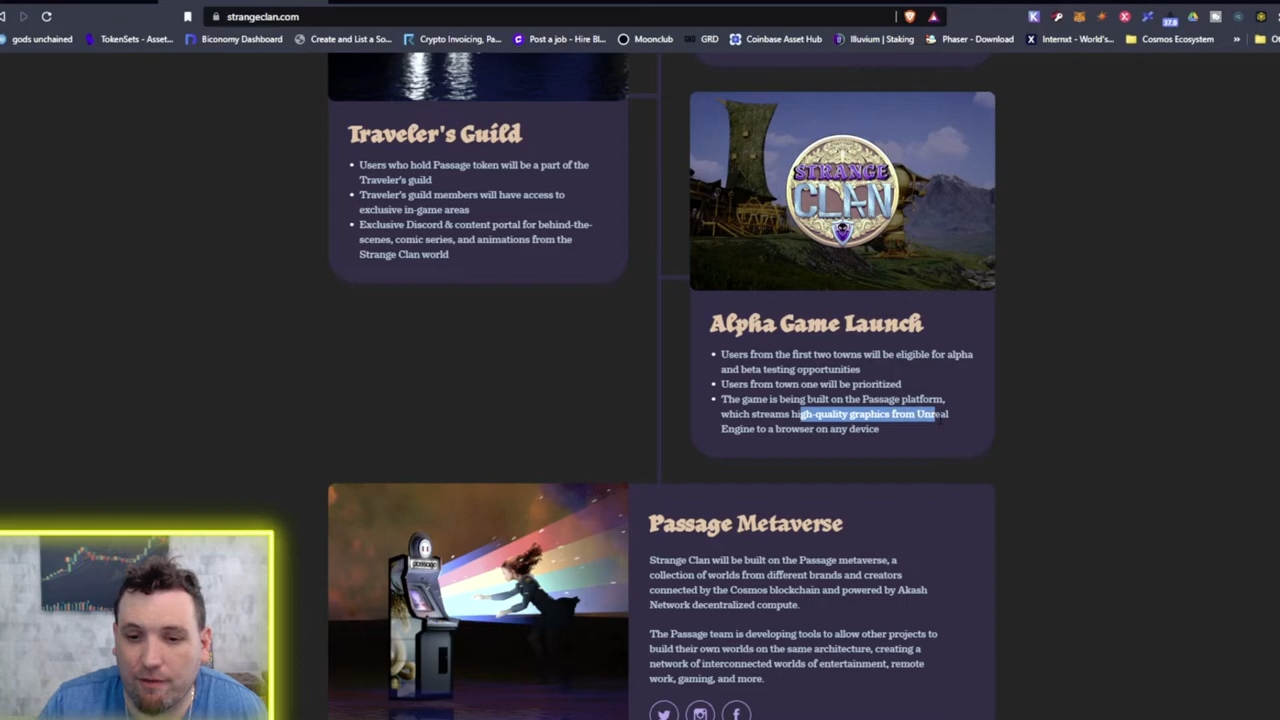 strangeclan.com
37.0
gods unchained
TokenSets - Asset...
Biconomy Dashboard
Create and List a So...
Crypto Invoicing, Pa...
Post a job - Hire Bl...
Moonclub
GRD
Coinbase Asset Hub
Illuvium | Staking
Phaser - Download
Internxt - World's...
Cosmos Ecosystem
»
Traveler's Guild
• Users who hold Passage token will be a part of the
Traveler's guild
• Traveler's guild members will have access to
exclusive in-game areas
• Exclusive Discord & content portal for behind-the-
scenes, comic series, and animations from the
Strange Clan world
STRANGE
CLAN
Alpha Game Launch
• Users from the first two towns will be eligible for alpha
and beta testing opportunities
• Users from town one will be prioritized
• The game is being built on the Passage platform,
which streams high-quality graphics from Unreal
Engine to a browser on any device
passage
Passage Metaverse
Strange Clan will be built on the Passage metaverse, a
collection of worlds from different brands and creators
connected by the Cosmos blockchain and powered by Akash
Network decentralized compute.
The Passage team is developing tools to allow other projects to
build their own worlds on the same architecture, creating a
network of interconnected worlds of entertainment, remote
work, gaming, and more.